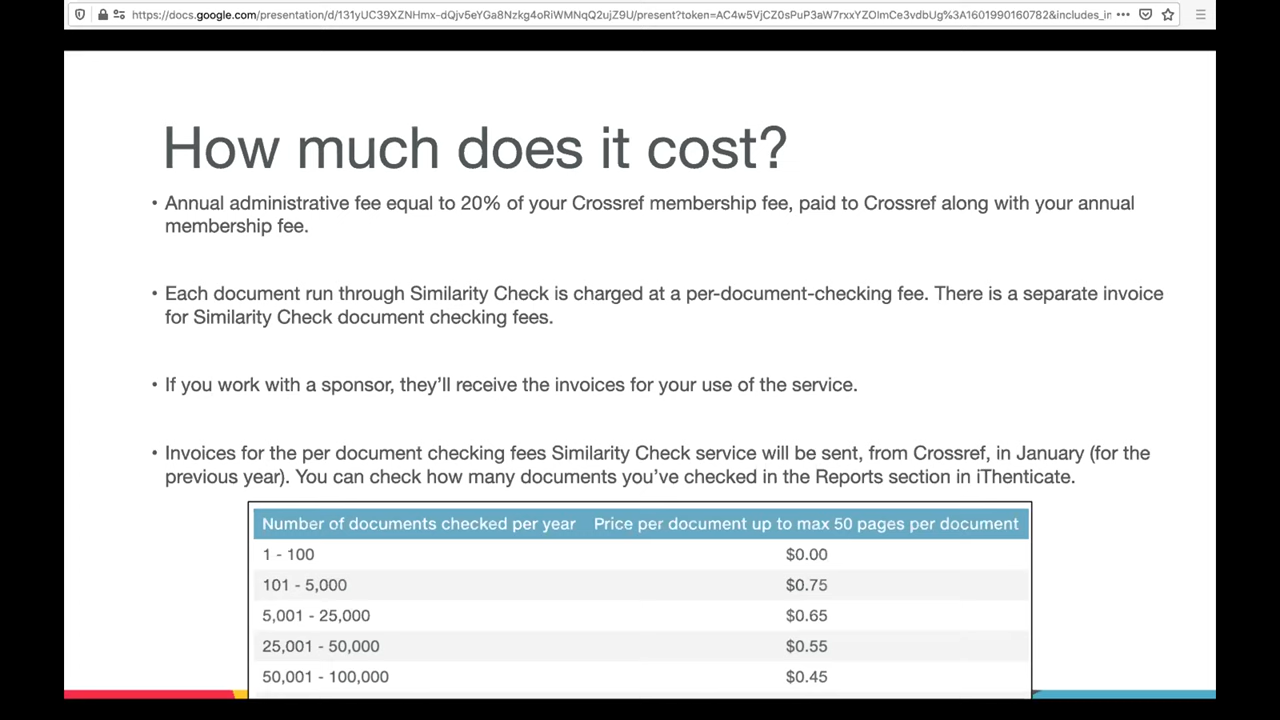 https://docs.google.com/presentation/d/131yUC39XZNHmx-dQjv5eYGa8Nzkg4oRiWMNqQ2ujZ9U/present?token=AC4w5VjCZ0sPuP3aW7rxxYZOlmCe3vdbUg%3A1601990160782&includes_in
How much does it cost?
• Annual administrative fee equal to 20% of your Crossref membership fee, paid to Crossref along with your annual
membership fee.
• Each document run through Similarity Check is charged at a per-document-checking fee. There is a separate invoice
for Similarity Check document checking fees.
• If you work with a sponsor, they’ll receive the invoices for your use of the service.
• Invoices for the per document checking fees Similarity Check service will be sent, from Crossref, in January (for the
previous year). You can check how many documents you’ve checked in the Reports section in iThenticate.
Number of documents checked per year Price per document up to max 50 pages per document
1 - 100 $0.00
101 - 5,000 $0.75
5,001 - 25,000 $0.65
25,001 - 50,000 $0.55
50,001 - 100,000 $0.45